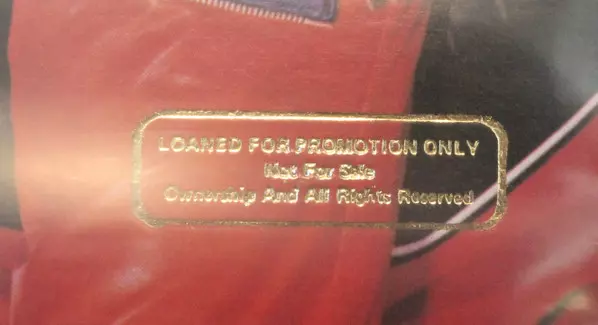 LOANED FOR PROMOTION ONLY
Not For Sale
Ownership And All Rights Reserved